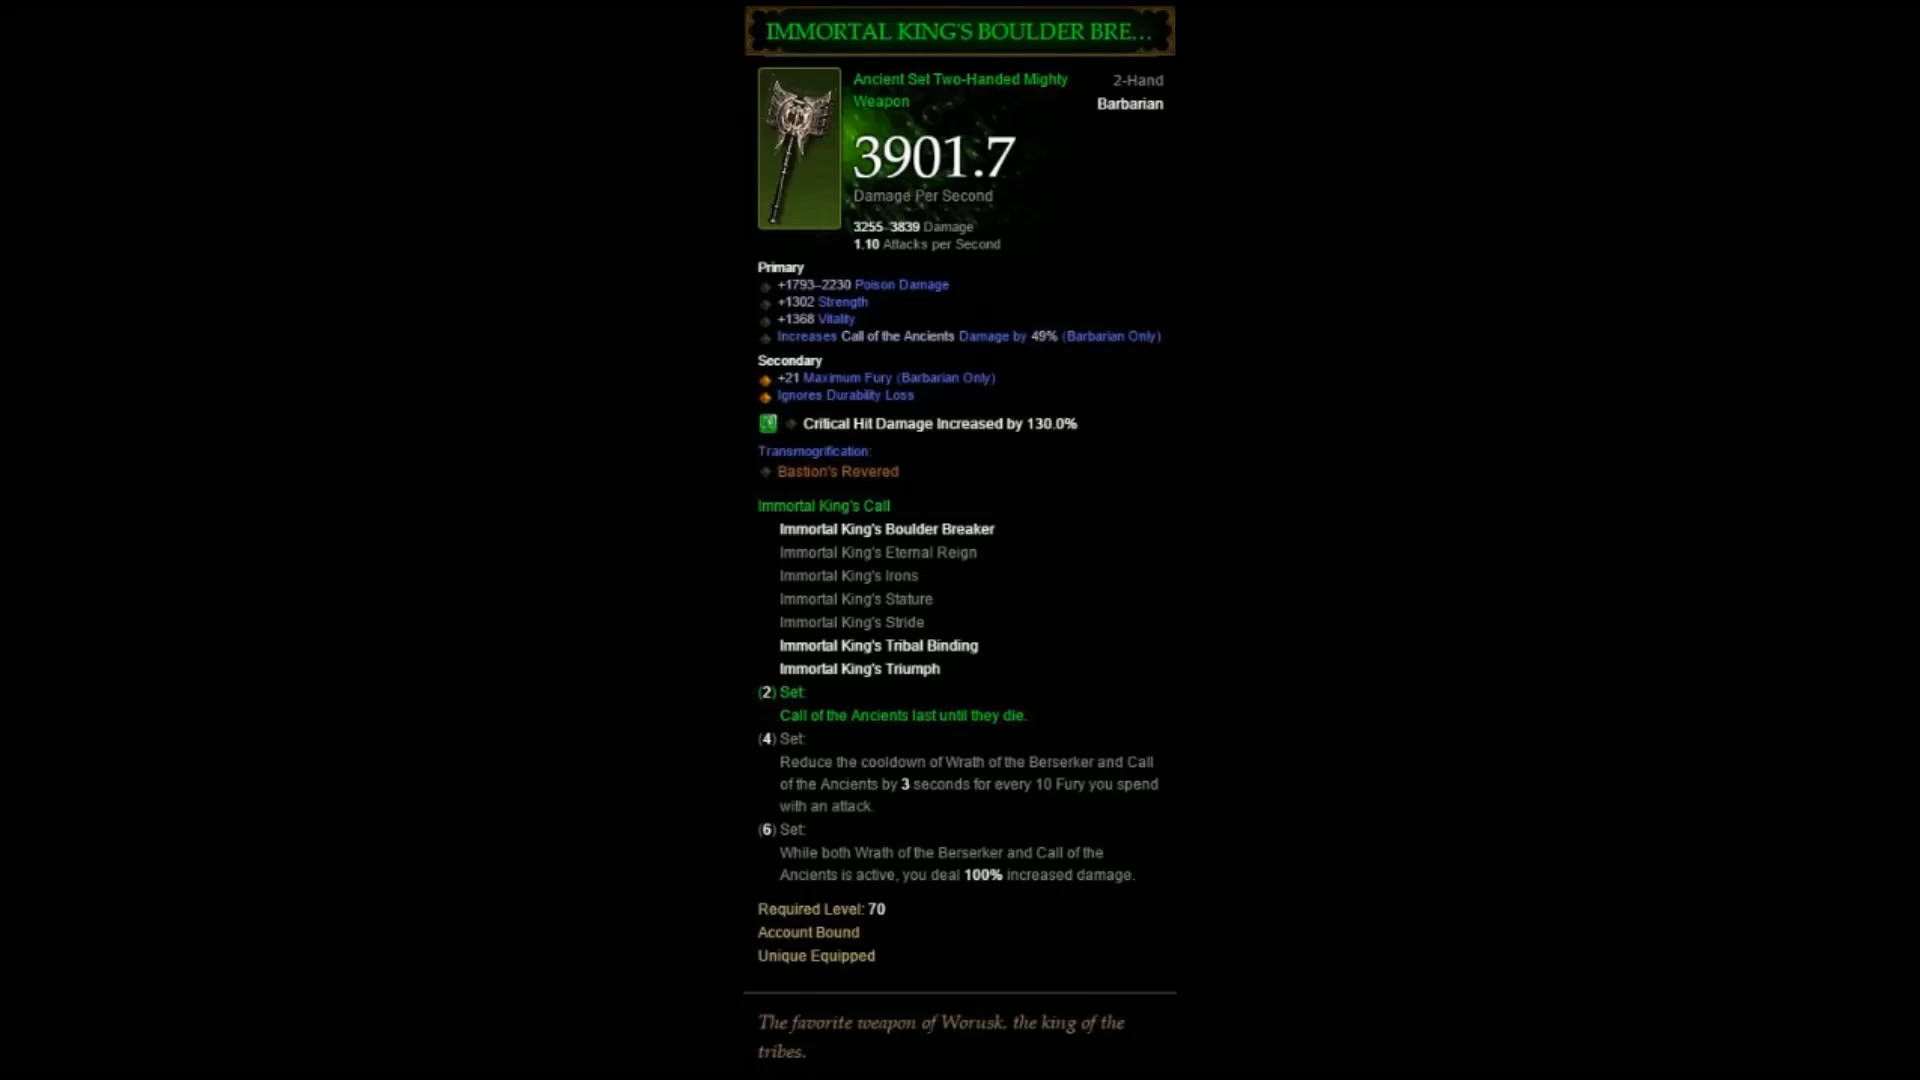 IMMORTAL KING'S BOULDER BRE...
Ancient Set Two-Handed Mighty
Weapon
2-Hand
Barbarian
3901.7
Damage Per Second
3255–3839 Damage
1.10 Attacks per Second
Primary
+1793–2230 Poison Damage
+1302 Strength
+1368 Vitality
Increases Call of the Ancients Damage by 49% (Barbarian Only)
Secondary
+21 Maximum Fury (Barbarian Only)
Ignores Durability Loss
Critical Hit Damage Increased by 130.0%
Transmogrification:
Bastion's Revered
Immortal King's Call
Immortal King's Boulder Breaker
Immortal King's Eternal Reign
Immortal King's Irons
Immortal King's Stature
Immortal King's Stride
Immortal King's Tribal Binding
Immortal King's Triumph
(2) Set:
Call of the Ancients last until they die.
(4) Set:
Reduce the cooldown of Wrath of the Berserker and Call
of the Ancients by 3 seconds for every 10 Fury you spend
with an attack.
(6) Set:
While both Wrath of the Berserker and Call of the
Ancients is active, you deal 100% increased damage.
Required Level: 70
Account Bound
Unique Equipped
The favorite weapon of Worusk, the king of the
tribes.